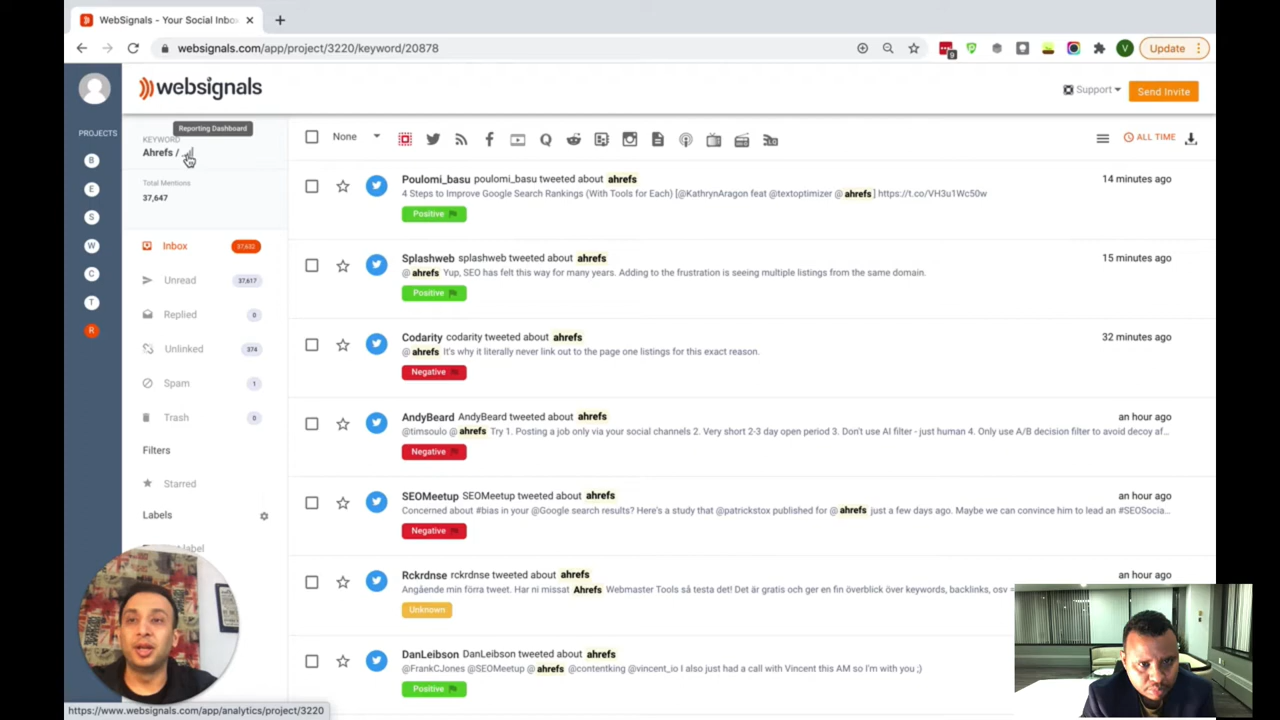 WebSignals - Your Social Inbo
websignals.com/app/project/3220/keyword/20878
9
V
Update
websignals
Support
Send Invite
PROJECTS
Reporting Dashboard
KEYWORD
Ahrefs /
None
ALL TIME
Total Mentions
37,647
B
E
S
W
C
T
R
Inbox
Unread
37,617
Replied
0
Unlinked
374
Spam
1
Trash
0
Filters
Starred
Labels
label
Poulomi_basu poulomi_basu tweeted about ahrefs
14 minutes ago
4 Steps to Improve Google Search Rankings (With Tools for Each) [@KathrynAragon feat @textoptimizer @ ahrefs ] https://t.co/VH3u1Wc50w
Positive
Splashweb splashweb tweeted about ahrefs
15 minutes ago
@ ahrefs Yup, SEO has felt this way for many years. Adding to the frustration is seeing multiple listings from the same domain.
Positive
Codarity codarity tweeted about ahrefs
32 minutes ago
@ ahrefs It's why it literally never link out to the page one listings for this exact reason.
Negative
AndyBeard AndyBeard tweeted about ahrefs
an hour ago
@timsoulo @ ahrefs Try 1. Posting a job only via your social channels 2. Very short 2-3 day open period 3. Don't use AI filter - just human 4. Only use A/B decision filter to avoid decoy af...
Negative
SEOMeetup SEOMeetup tweeted about ahrefs
an hour ago
Concerned about #bias in your @Google search results? Here's a study that @patrickstox published for @ ahrefs just a few days ago. Maybe we can convince him to lead an #SEOSocia...
Negative
Rckrdnse rckrdnse tweeted about ahrefs
an hour ago
Angående min förra tweet. Har ni missat Ahrefs Webmaster Tools så testa det! Det är gratis och ger en fin överblick över keywords, backlinks, osv =
Unknown
DanLeibson DanLeibson tweeted about ahrefs
@FrankCJones @SEOMeetup @ ahrefs @contentking @vincent_io I also just had a call with Vincent this AM so I'm with you ;)
Positive
https://www.websignals.com/app/analytics/project/3220